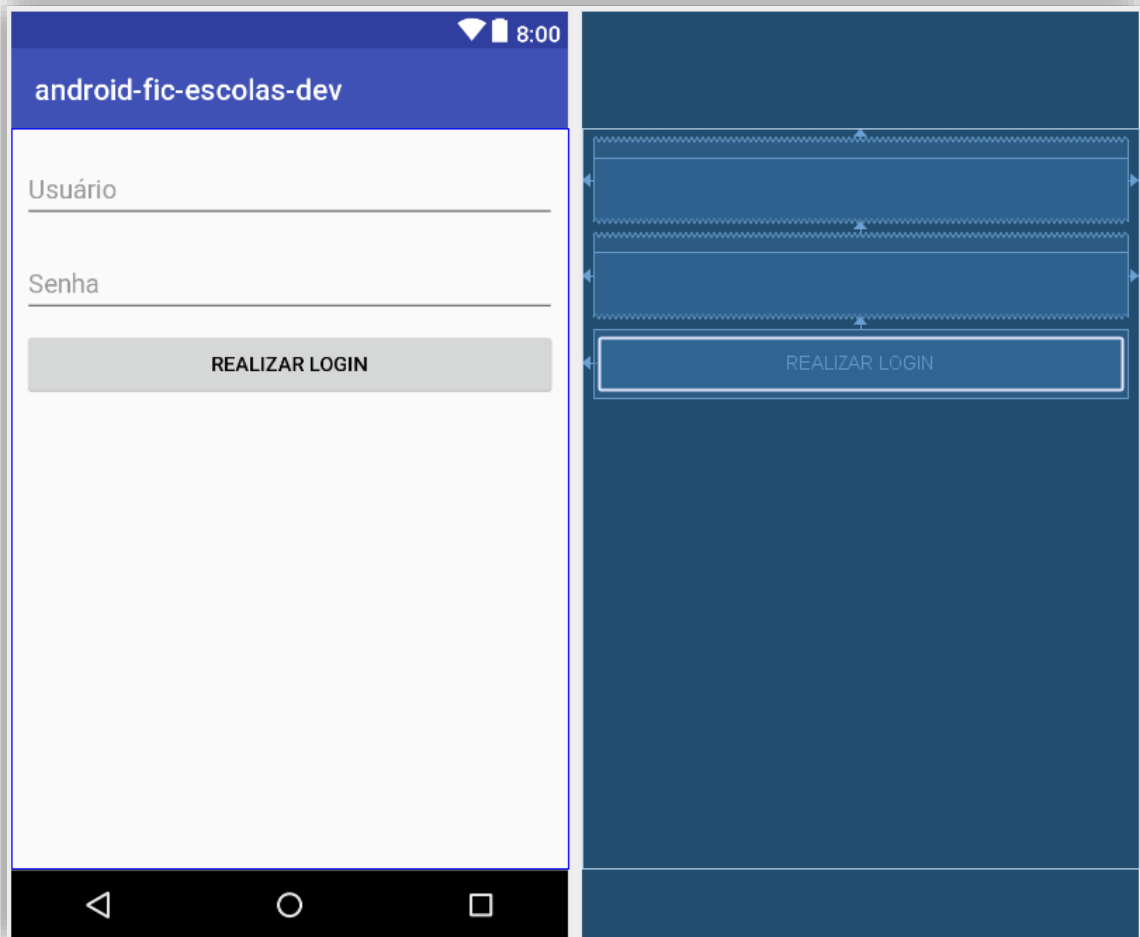 8:00
android-fic-escolas-dev
Usuário
Senha
REALIZAR LOGIN
REALIZAR LOGIN